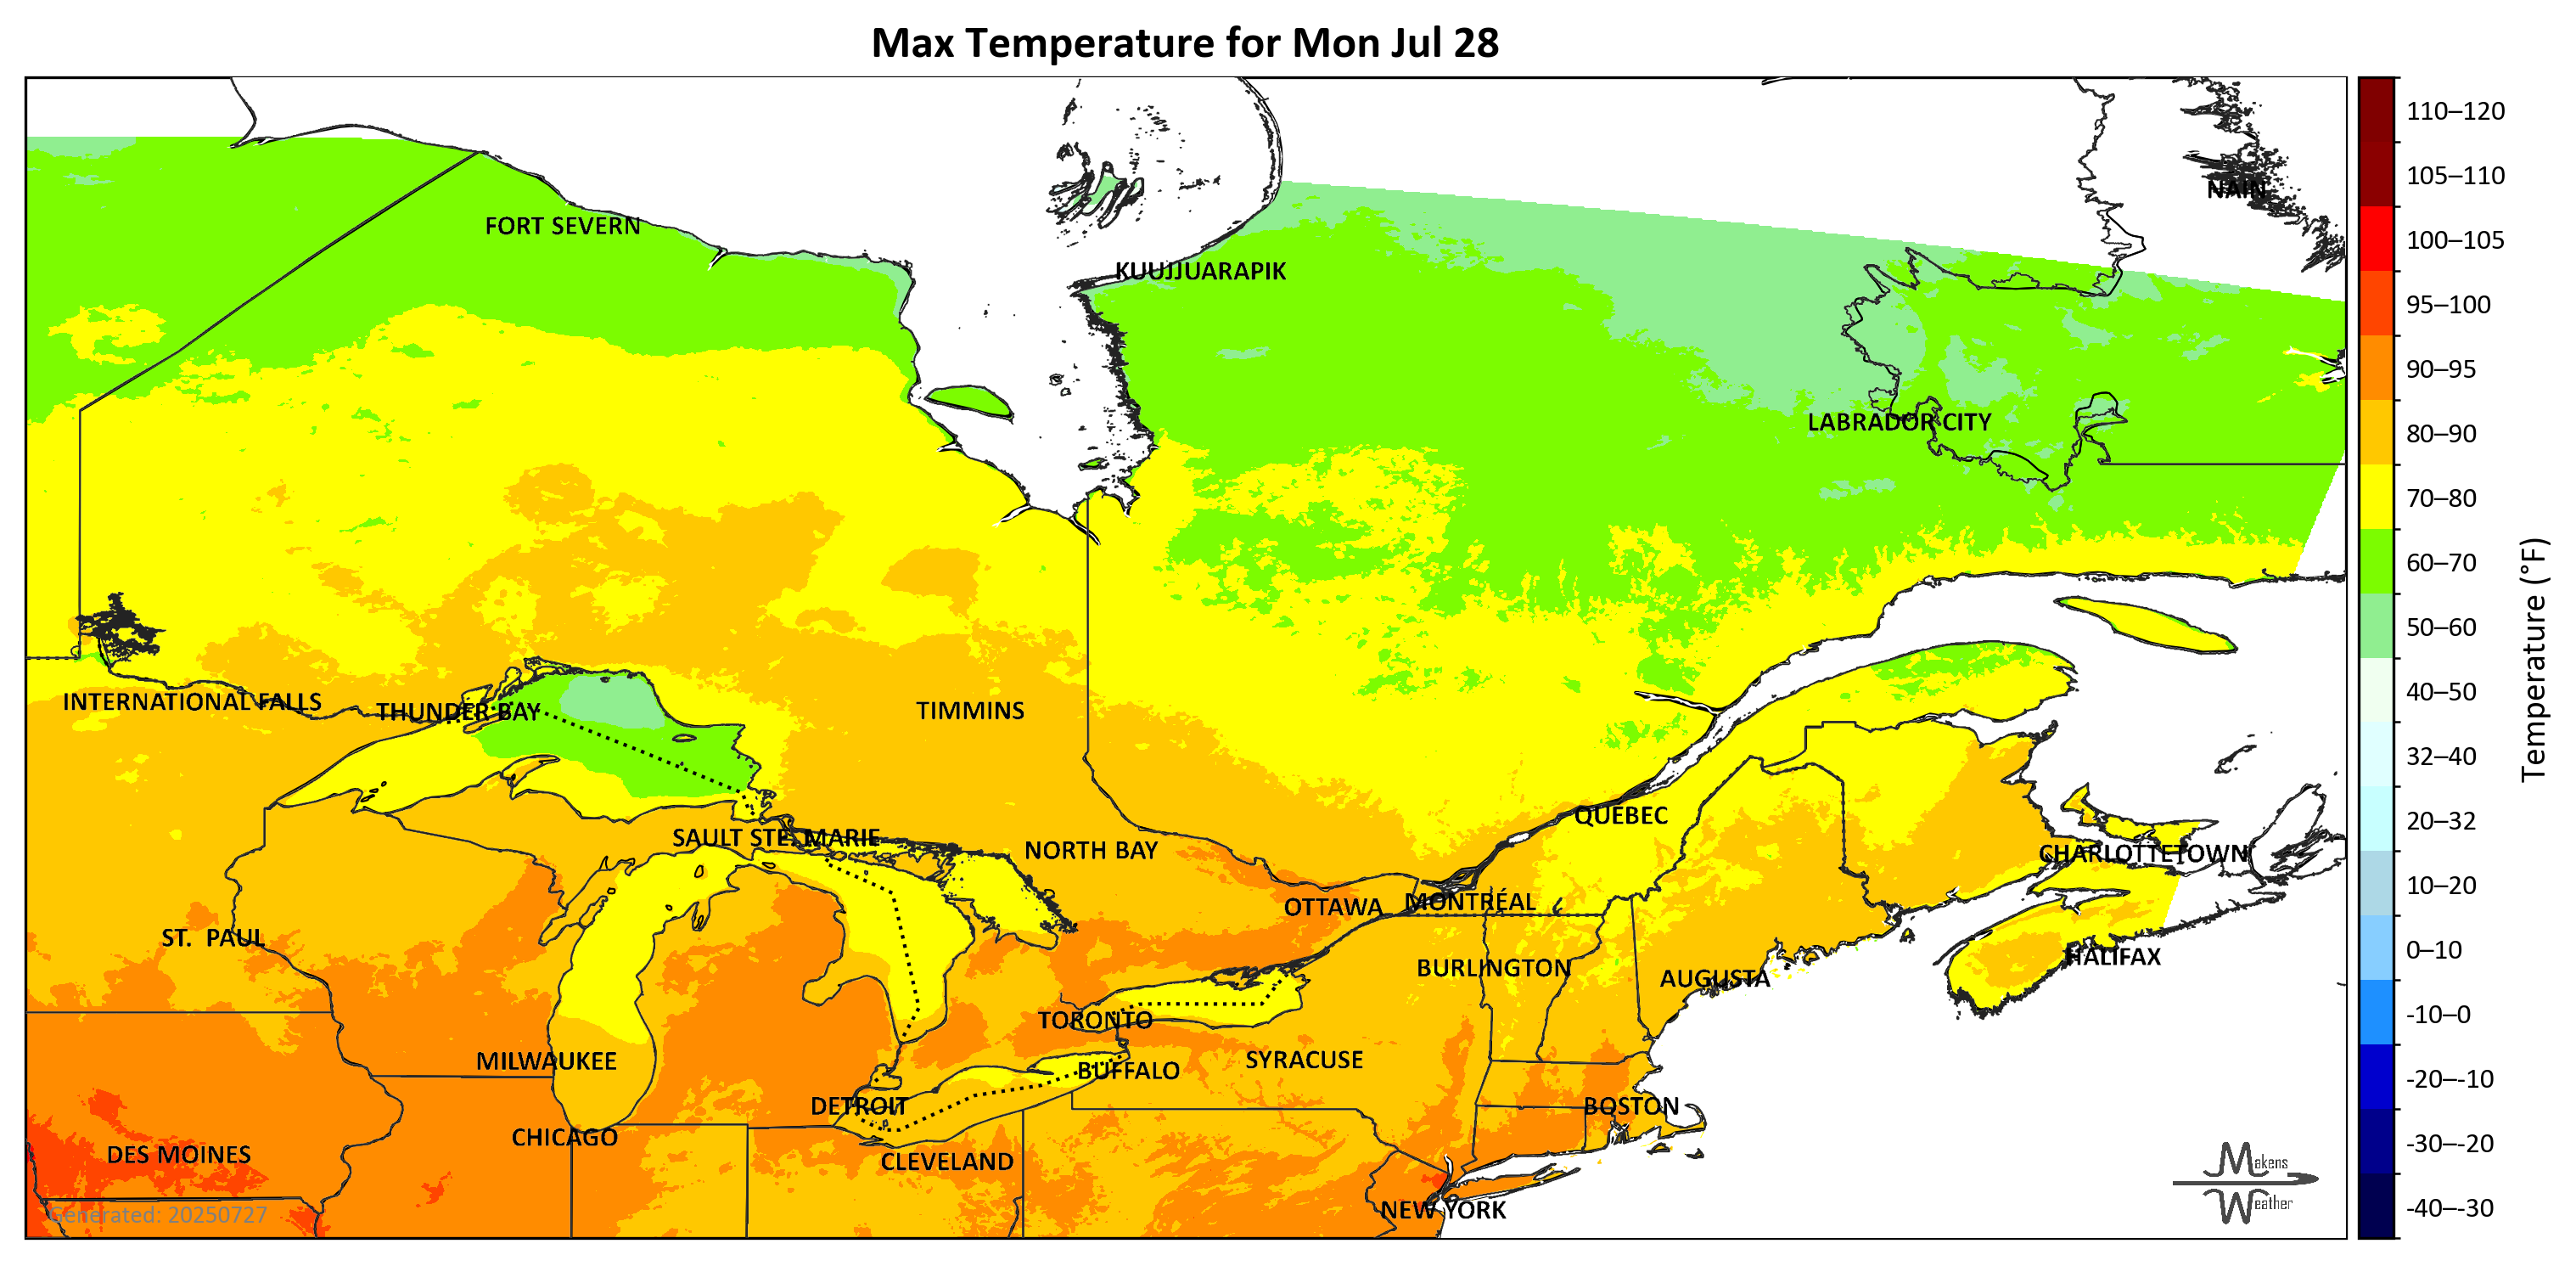 Max Temperature for Mon Jul 28
NAIN
FORT SEVERN
KUUJJUARAPIK
LABRADOR CITY
INTERNATIONAL FALLS
THUNDER BAY
TIMMINS
QUEBEC
SAULT STE. MARIE
NORTH BAY
CHARLOTTETOWN
OTTAWA
MONTRÉAL
ST. PAUL
HALIFAX
BURLINGTON
AUGUSTA
TORONTO
MILWAUKEE
BUFFALO
SYRACUSE
DETROIT
BOSTON
CHICAGO
DES MOINES
CLEVELAND
NEW YORK
Generated: 20250727
Makens
Weather
110–120
105–110
100–105
95–100
90–95
80–90
70–80
60–70
50–60
40–50
32–40
20–32
10–20
0–10
-10–0
-20–-10
-30–-20
-40–-30
Temperature (°F)